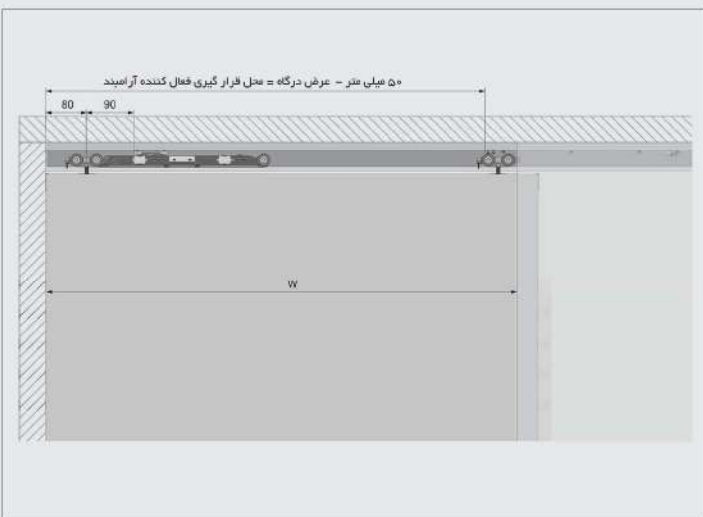 ۵۰ میلی متر - عرض درگاه = محل قرار گیری فعال کننده آرامبند
80 90
W